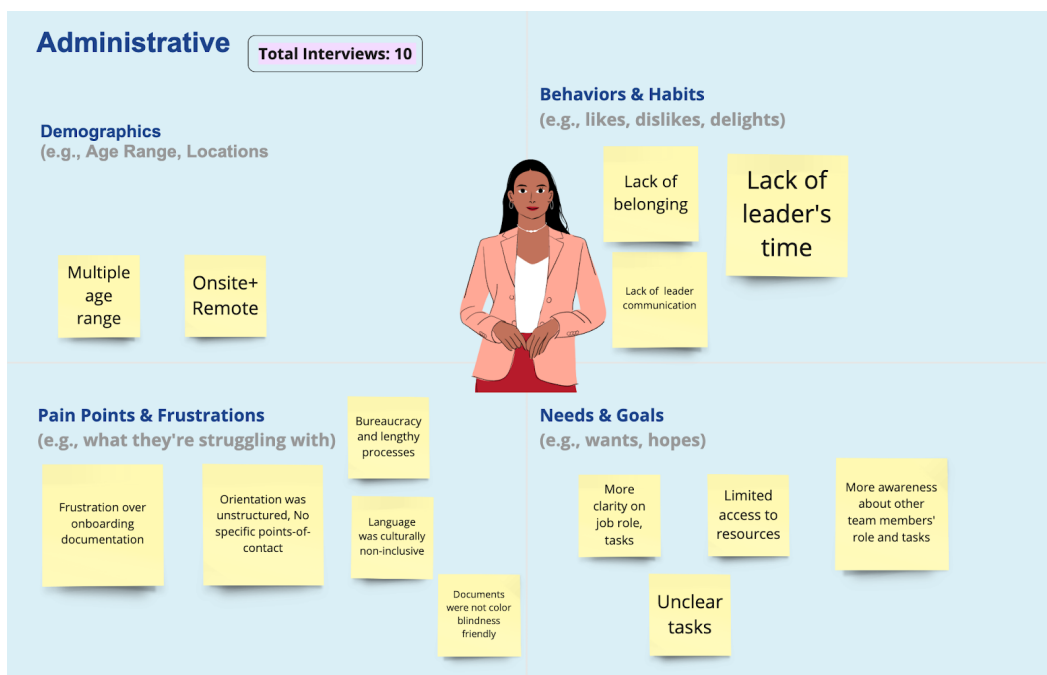 Administrative
Total Interviews: 10
Demographics
(e.g., Age Range, Locations
Multiple
age
range
Onsite+
Remote
Behaviors & Habits
(e.g., likes, dislikes, delights)
Lack of
belonging
Lack of
leader's
time
Lack of leader
communication
Pain Points & Frustrations
(e.g., what they're struggling with)
Bureaucracy
and lengthy
processes
Frustration over
onboarding
documentation
Orientation was
unstructured, No
specific points-of-
contact
Language
was culturally
non-inclusive
Documents
were not color
blindness
friendly
Needs & Goals
(e.g., wants, hopes)
More
clarity on
job role,
tasks
Limited
access to
resources
More awareness
about other
team members'
role and tasks
Unclear
tasks